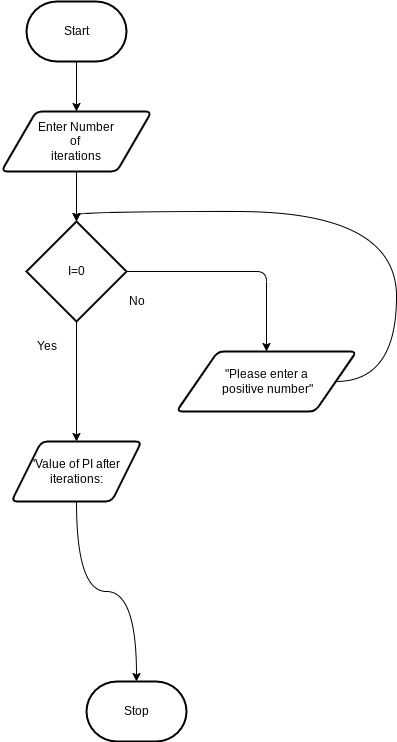 Start
Enter Number
of
iterations
I=0
No
Yes
"Please enter a
positive number"
"Value of PI after
iterations:
Stop